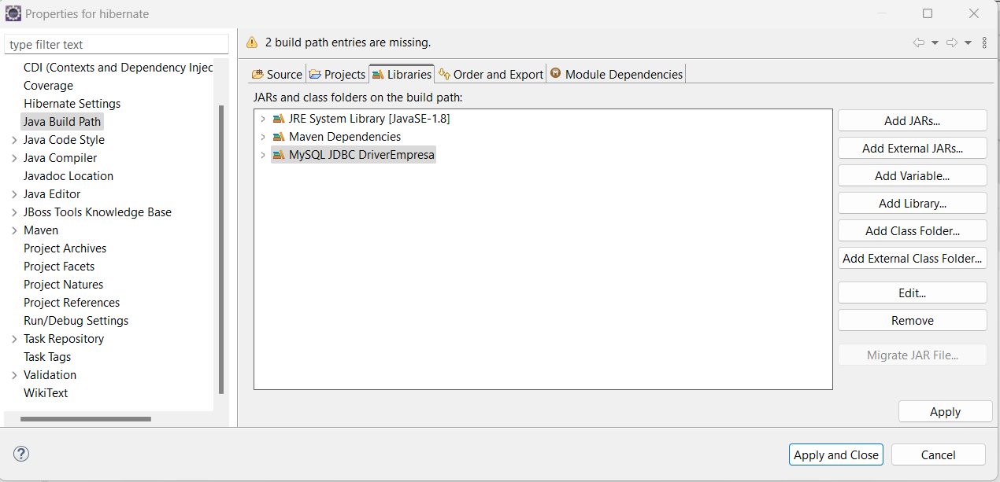 Properties for hibernate
type filter text
CDI (Contexts and Dependency Injec
Coverage
Hibernate Settings
Java Build Path
Java Code Style
Java Compiler
Javadoc Location
Java Editor
JBoss Tools Knowledge Base
Maven
Project Archives
Project Facets
Project Natures
Project References
Run/Debug Settings
Task Repository
Task Tags
Validation
WikiText
2 build path entries are missing.
Source
Projects
Libraries
Order and Export
Module Dependencies
JARs and class folders on the build path:
JRE System Library [JavaSE-1.8]
Maven Dependencies
MySQL JDBC DriverEmpresa
Add JARs...
Add External JARs...
Add Variable...
Add Library...
Add Class Folder...
Add External Class Folder...
Edit...
Remove
Migrate JAR File...
Apply
Apply and Close
Cancel